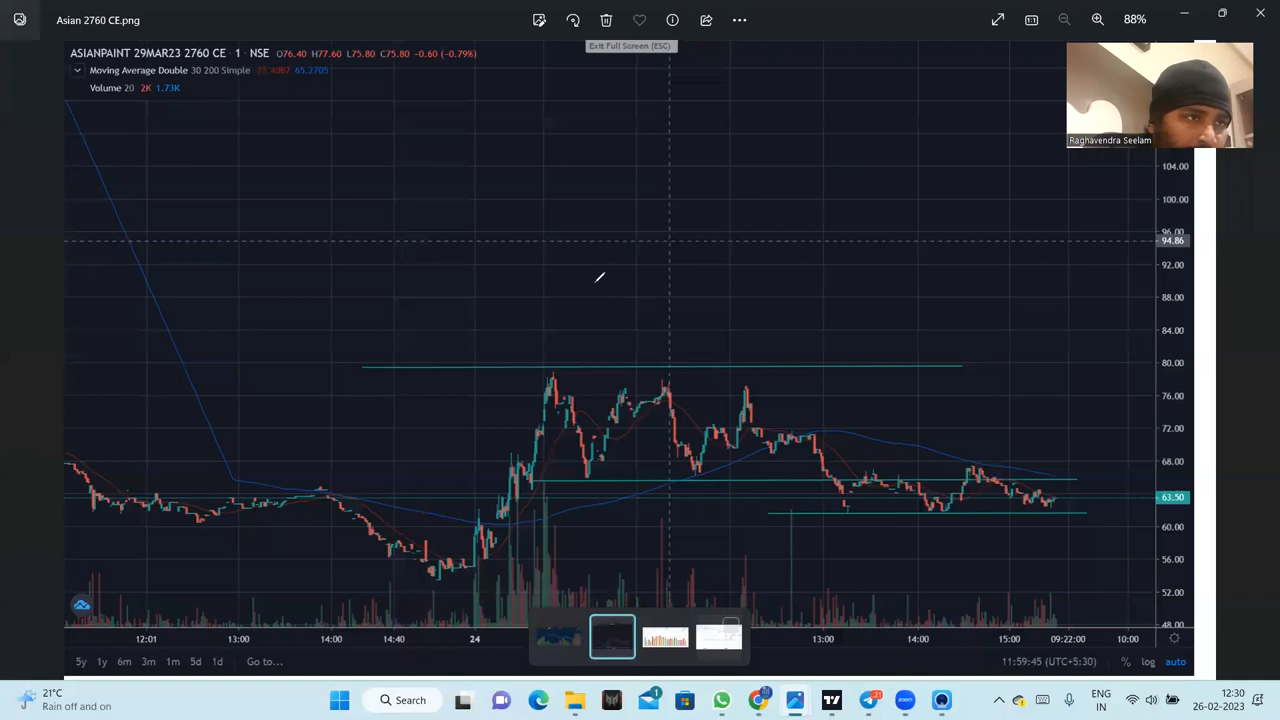 Asian 2760 CE.png
88%
Exit Full Screen (ESC)
ASIANPAINT 29MAR23 2760 CE · 1 · NSE O76.40 H77.60 L75.80 C75.80 -0.60 (-0.79%)
Moving Average Double 30 200 Simple 65.2705
Volume 20 2K 1.73K
Raghavendra Seelam
104.00
100.00
96.00
94.86
92.00
88.00
84.00
80.00
76.00
72.00
68.00
63.50
60.00
56.00
52.00
48.00
12:01 13:00 14:00 14:40 24 13:00 14:00 15:00 09:22:00 10:00
5y 1y 6m 3m 1m 5d 1d Go to... 11:59:45 (UTC+5:30) % log auto
21°C
Rain off and on
Search
1
21
ENG
IN
12:30
26-02-2023